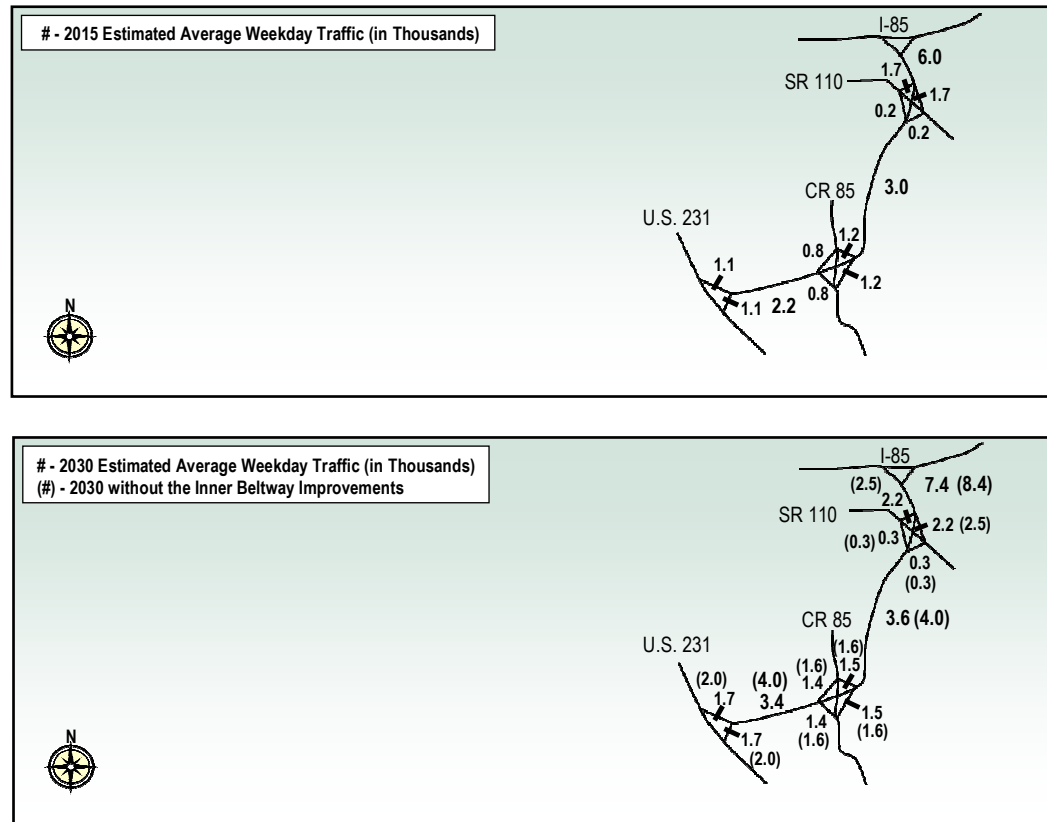 # - 2015 Estimated Average Weekday Traffic (in Thousands)
I-85
6.0
1.7
SR 110
1.7
0.2
0.2
3.0
CR 85
U.S. 231
1.2
0.8
1.1
1.2
0.8
1.1
2.2
N
# - 2030 Estimated Average Weekday Traffic (in Thousands)
(#) - 2030 without the Inner Beltway Improvements
I-85
(2.5)
7.4 (8.4)
2.2
SR 110
2.2 (2.5)
(0.3) 0.3
0.3
(0.3)
3.6 (4.0)
CR 85
U.S. 231
(1.6)
1.5
(1.6)
1.4
(2.0)
1.7
(4.0)
3.4
1.5
(1.6)
1.4
(1.6)
1.7
(2.0)
N